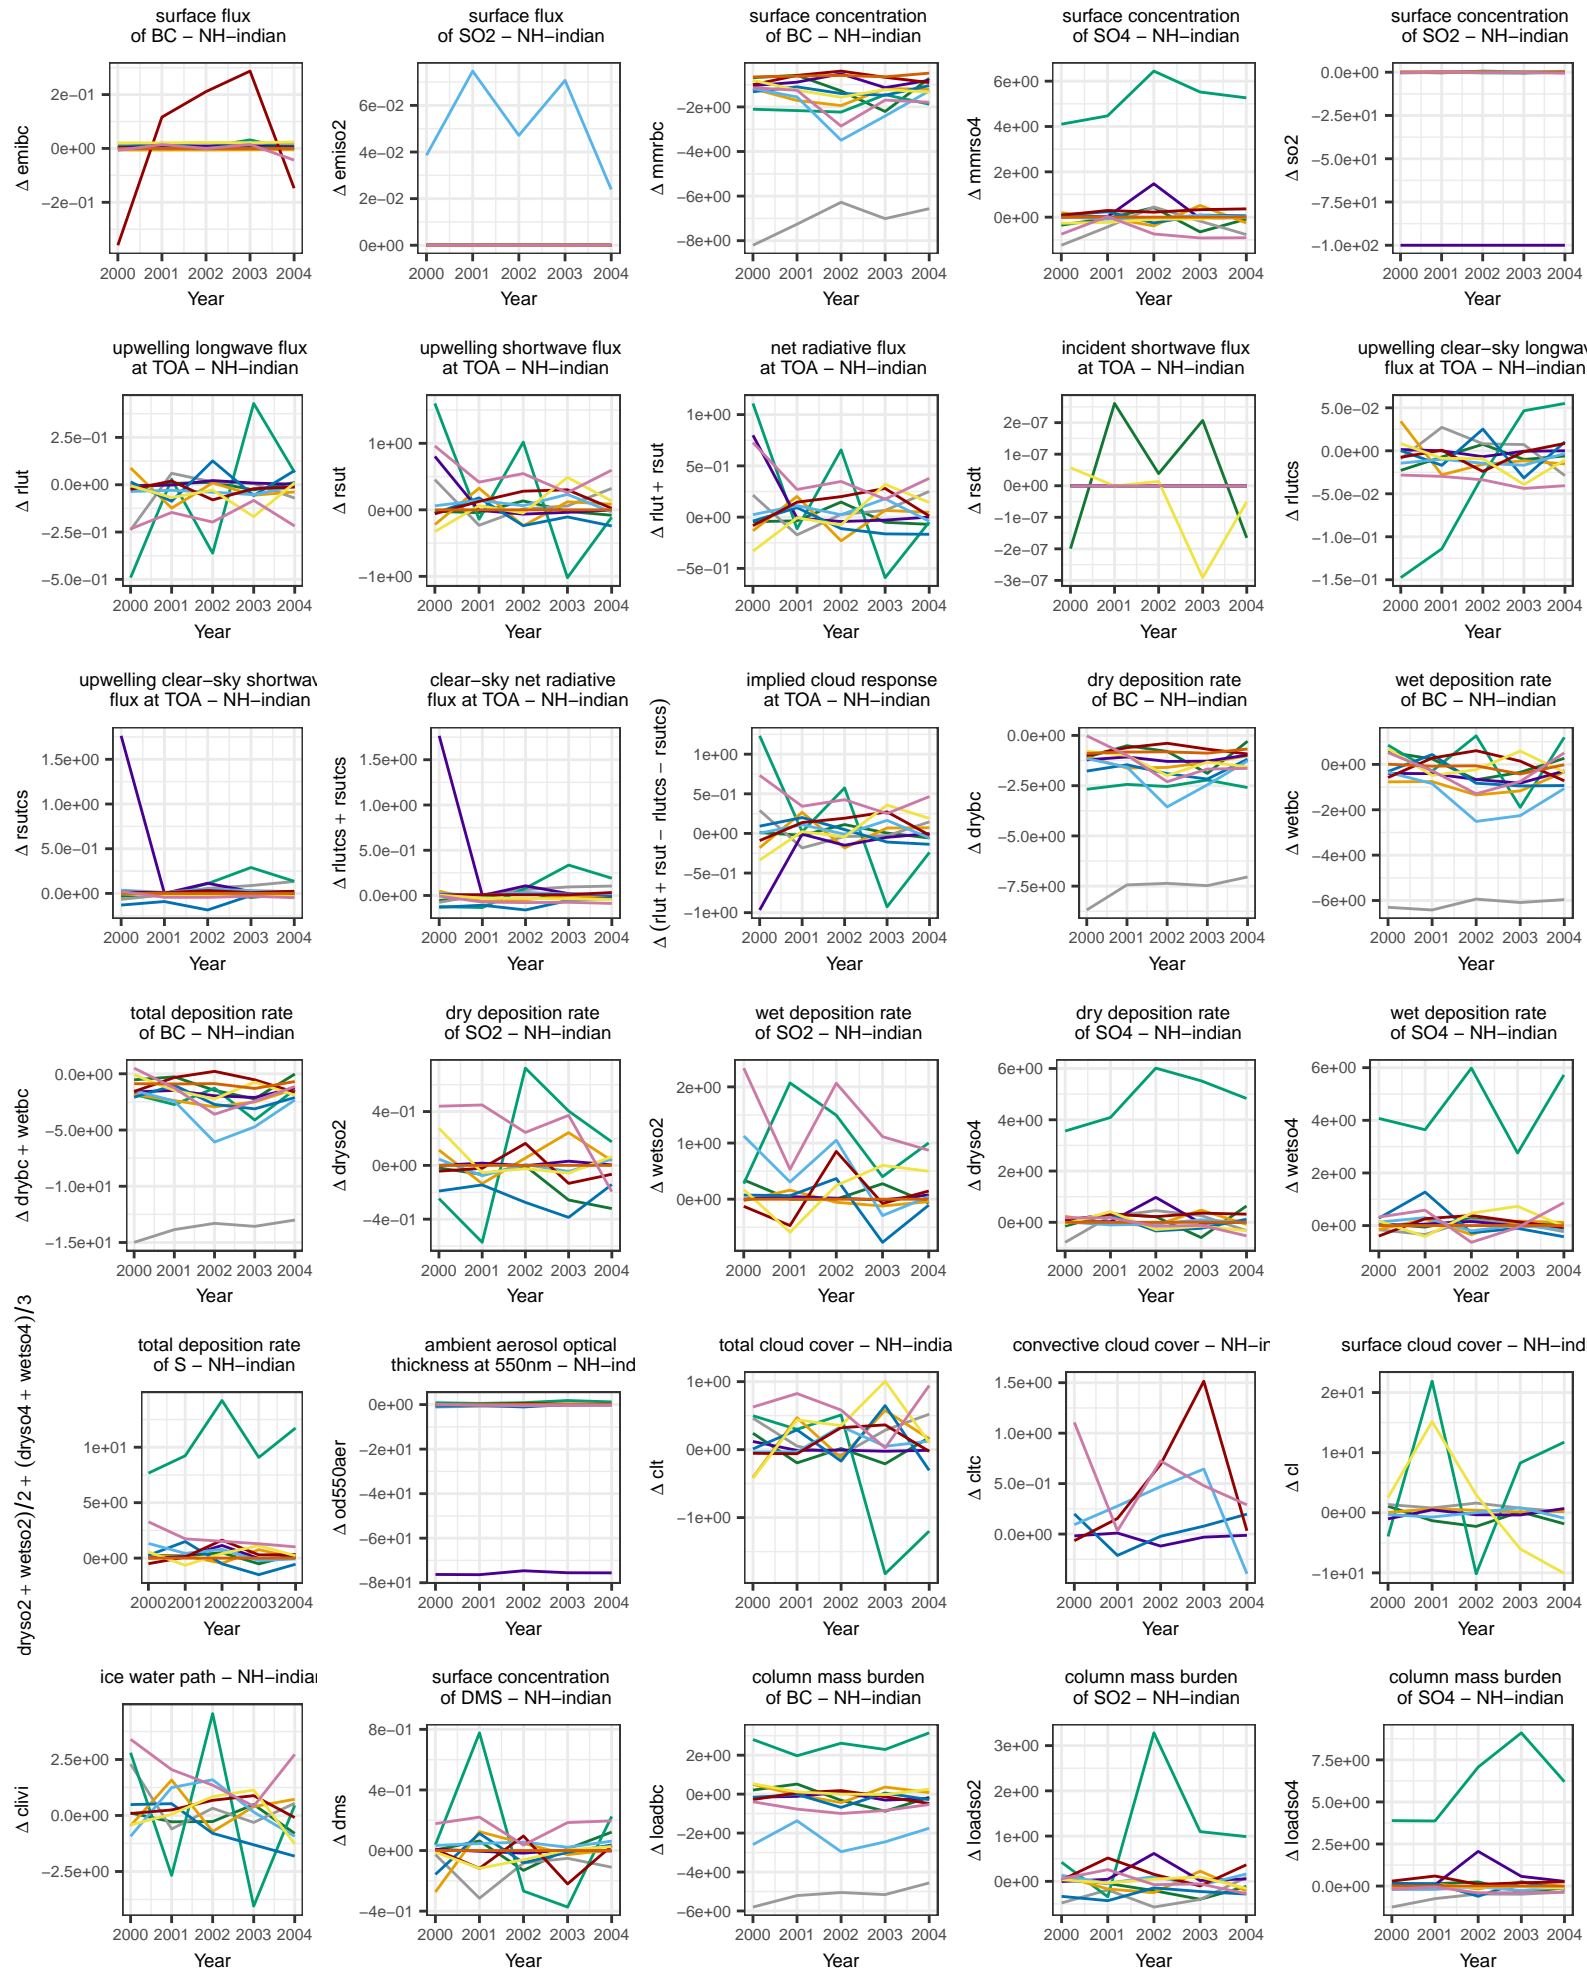 surface flux
of BC − NH−indian
surface flux
of SO2 − NH−indian
surface concentration
of BC − NH−indian
surface concentration
of SO4 − NH−indian
surface concentration
of SO2 − NH−indian
Δ emibc
2e−01
0e+00
−2e−01
2000 2001 2002 2003 2004
Year
Δ emiso2
6e−02
4e−02
2e−02
0e+00
2000 2001 2002 2003 2004
Year
Δ mmrbc
−2e+00
−4e+00
−6e+00
−8e+00
2000 2001 2002 2003 2004
Year
Δ mmrso4
6e+00
4e+00
2e+00
0e+00
2000 2001 2002 2003 2004
Year
Δ so2
0.0e+00
−2.5e+01
−5.0e+01
−7.5e+01
−1.0e+02
2000 2001 2002 2003 2004
Year
upwelling longwave flux
at TOA − NH−indian
upwelling shortwave flux
at TOA − NH−indian
net radiative flux
at TOA − NH−indian
incident shortwave flux
at TOA − NH−indian
upwelling clear−sky longwav
flux at TOA − NH−indian
Δ rlut
2.5e−01
0.0e+00
−2.5e−01
−5.0e−01
2000 2001 2002 2003 2004
Year
Δ rsut
1e+00
0e+00
−1e+00
2000 2001 2002 2003 2004
Year
Δ rlut + rsut
1e+00
5e−01
0e+00
−5e−01
2000 2001 2002 2003 2004
Year
Δ rsdt
2e−07
1e−07
0e+00
−1e−07
−2e−07
−3e−07
2000 2001 2002 2003 2004
Year
Δ rlutcs
5.0e−02
0.0e+00
−5.0e−02
−1.0e−01
−1.5e−01
2000 2001 2002 2003 2004
Year
upwelling clear−sky shortwav
flux at TOA − NH−indian
clear−sky net radiative
flux at TOA − NH−indian
implied cloud response
at TOA − NH−indian
dry deposition rate
of BC − NH−indian
wet deposition rate
of BC − NH−indian
Δ rsutcs
1.5e+00
1.0e+00
5.0e−01
0.0e+00
2000 2001 2002 2003 2004
Year
Δ rlutcs + rsutcs
1.5e+00
1.0e+00
5.0e−01
0.0e+00
2000 2001 2002 2003 2004
Year
Δ (rlut + rsut − rlutcs − rsutcs)
1e+00
5e−01
0e+00
−5e−01
−1e+00
2000 2001 2002 2003 2004
Year
Δ drybc
0.0e+00
−2.5e+00
−5.0e+00
−7.5e+00
2000 2001 2002 2003 2004
Year
Δ wetbc
0e+00
−2e+00
−4e+00
−6e+00
2000 2001 2002 2003 2004
Year
total deposition rate
of BC − NH−indian
dry deposition rate
of SO2 − NH−indian
wet deposition rate
of SO2 − NH−indian
dry deposition rate
of SO4 − NH−indian
wet deposition rate
of SO4 − NH−indian
Δ drybc + wetbc
0.0e+00
−5.0e+00
−1.0e+01
−1.5e+01
2000 2001 2002 2003 2004
Year
Δ dryso2
4e−01
0e+00
−4e−01
2000 2001 2002 2003 2004
Year
Δ wetso2
2e+00
1e+00
0e+00
2000 2001 2002 2003 2004
Year
Δ dryso4
6e+00
4e+00
2e+00
0e+00
2000 2001 2002 2003 2004
Year
Δ wetso4
6e+00
4e+00
2e+00
0e+00
2000 2001 2002 2003 2004
Year
total deposition rate
of S − NH−indian
ambient aerosol optical
thickness at 550nm − NH−ind
total cloud cover − NH−india
convective cloud cover − NH−in
surface cloud cover − NH−ind
dryso2 + wetso2)/2 + (dryso4 + wetso4)/3
1e+01
5e+00
0e+00
2000 2001 2002 2003 2004
Year
Δ od550aer
0e+00
−2e+01
−4e+01
−6e+01
−8e+01
2000 2001 2002 2003 2004
Year
Δ clt
1e+00
0e+00
−1e+00
2000 2001 2002 2003 2004
Year
Δ cltc
1.5e+00
1.0e+00
5.0e−01
0.0e+00
2000 2001 2002 2003 2004
Year
Δ cl
2e+01
1e+01
0e+00
−1e+01
2000 2001 2002 2003 2004
Year
ice water path − NH−indian
surface concentration
of DMS − NH−indian
column mass burden
of BC − NH−indian
column mass burden
of SO2 − NH−indian
column mass burden
of SO4 − NH−indian
Δ clivi
2.5e+00
0.0e+00
−2.5e+00
2000 2001 2002 2003 2004
Year
Δ dms
8e−01
4e−01
0e+00
−4e−01
2000 2001 2002 2003 2004
Year
Δ loadbc
2e+00
0e+00
−2e+00
−4e+00
−6e+00
2000 2001 2002 2003 2004
Year
Δ loadso2
3e+00
2e+00
1e+00
0e+00
2000 2001 2002 2003 2004
Year
Δ loadso4
7.5e+00
5.0e+00
2.5e+00
0.0e+00
2000 2001 2002 2003 2004
Year